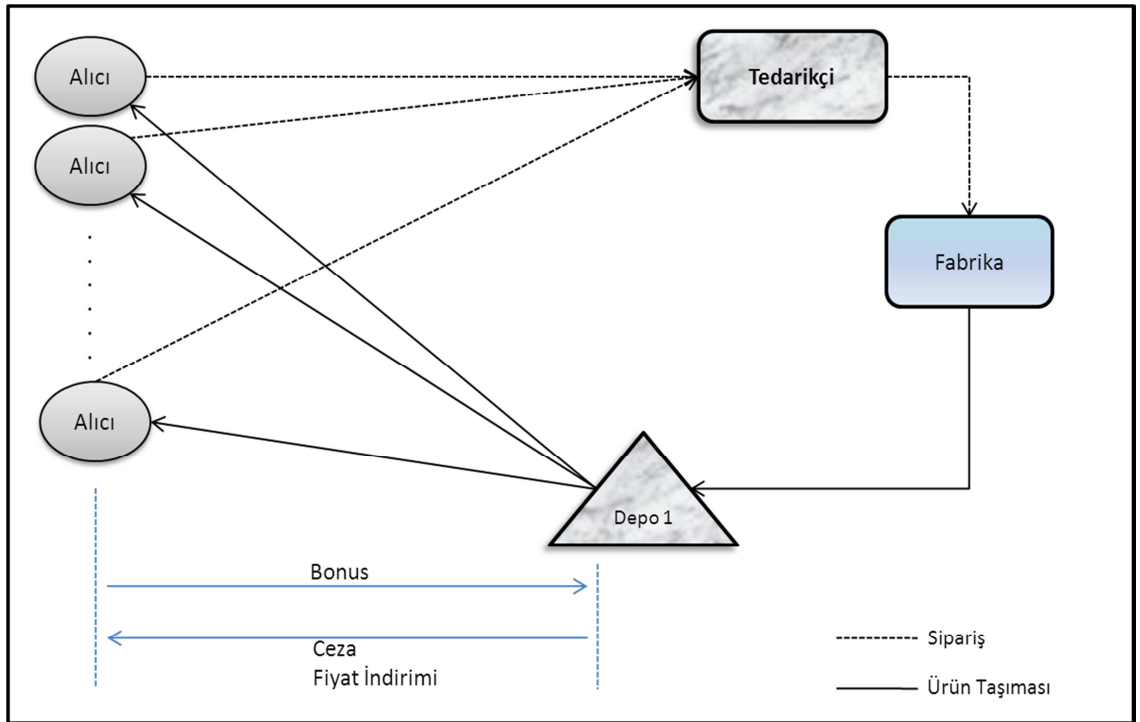 Alıcı
Tedarikçi
Alıcı
Fabrika
Alıcı
Depo 1
Bonus
Ceza
Fiyat İndirimi
Sipariş
Ürün Taşıması